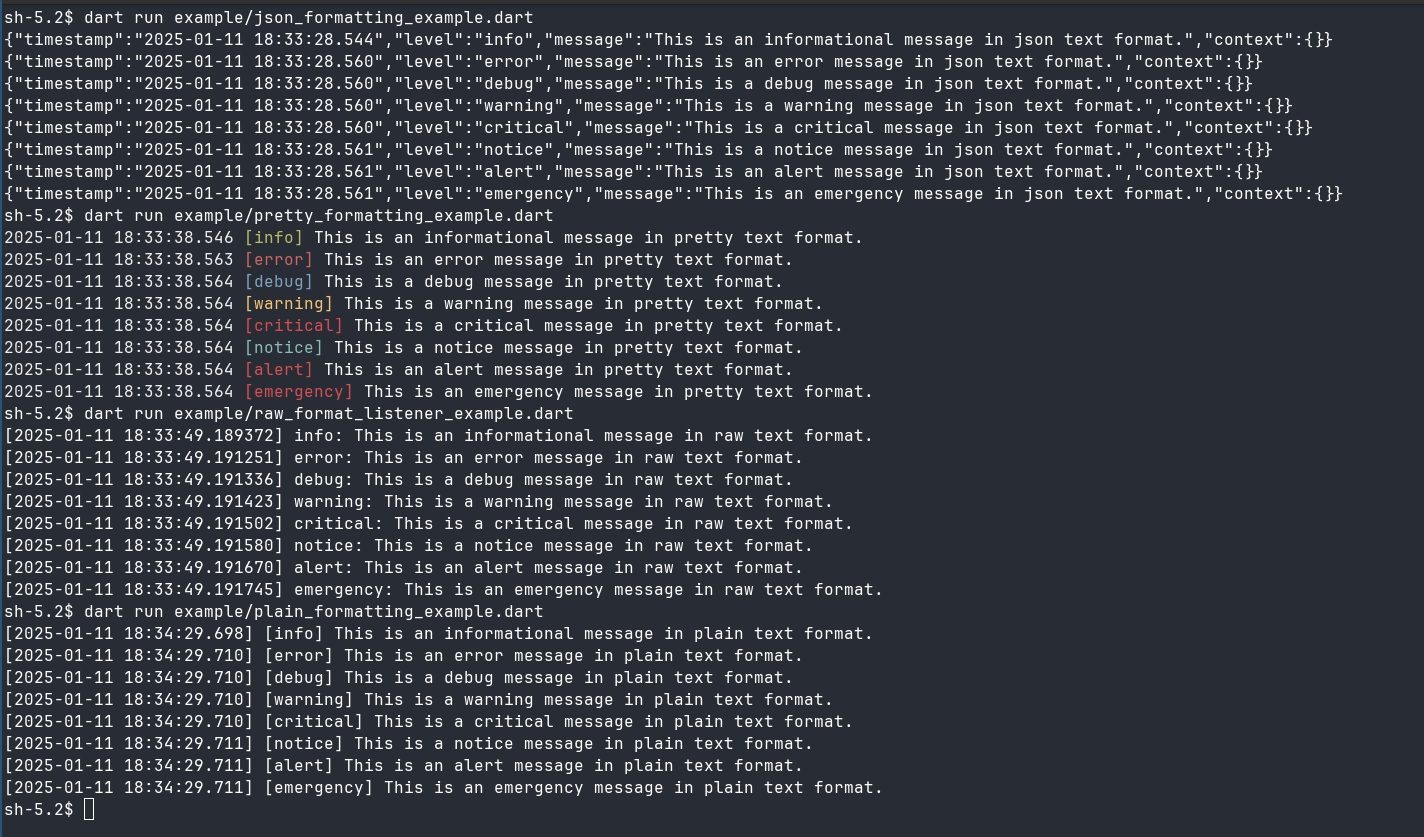 sh-5.2$ dart run example/json_formatting_example.dart
{"timestamp":"2025-01-11 18:33:28.544","level":"info","message":"This is an informational message in json text format.","context":{}}
{"timestamp":"2025-01-11 18:33:28.560","level":"error","message":"This is an error message in json text format.","context":{}}
{"timestamp":"2025-01-11 18:33:28.560","level":"debug","message":"This is a debug message in json text format.","context":{}}
{"timestamp":"2025-01-11 18:33:28.560","level":"warning","message":"This is a warning message in json text format.","context":{}}
{"timestamp":"2025-01-11 18:33:28.560","level":"critical","message":"This is a critical message in json text format.","context":{}}
{"timestamp":"2025-01-11 18:33:28.561","level":"notice","message":"This is a notice message in json text format.","context":{}}
{"timestamp":"2025-01-11 18:33:28.561","level":"alert","message":"This is an alert message in json text format.","context":{}}
{"timestamp":"2025-01-11 18:33:28.561","level":"emergency","message":"This is an emergency message in json text format.","context":{}}
sh-5.2$ dart run example/pretty_formatting_example.dart
2025-01-11 18:33:38.546 [info] This is an informational message in pretty text format.
2025-01-11 18:33:38.563 [error] This is an error message in pretty text format.
2025-01-11 18:33:38.564 [debug] This is a debug message in pretty text format.
2025-01-11 18:33:38.564 [warning] This is a warning message in pretty text format.
2025-01-11 18:33:38.564 [critical] This is a critical message in pretty text format.
2025-01-11 18:33:38.564 [notice] This is a notice message in pretty text format.
2025-01-11 18:33:38.564 [alert] This is an alert message in pretty text format.
2025-01-11 18:33:38.564 [emergency] This is an emergency message in pretty text format.
sh-5.2$ dart run example/raw_format_listener_example.dart
[2025-01-11 18:33:49.189372] info: This is an informational message in raw text format.
[2025-01-11 18:33:49.191251] error: This is an error message in raw text format.
[2025-01-11 18:33:49.191336] debug: This is a debug message in raw text format.
[2025-01-11 18:33:49.191423] warning: This is a warning message in raw text format.
[2025-01-11 18:33:49.191502] critical: This is a critical message in raw text format.
[2025-01-11 18:33:49.191580] notice: This is a notice message in raw text format.
[2025-01-11 18:33:49.191670] alert: This is an alert message in raw text format.
[2025-01-11 18:33:49.191745] emergency: This is an emergency message in raw text format.
sh-5.2$ dart run example/plain_formatting_example.dart
[2025-01-11 18:34:29.698] [info] This is an informational message in plain text format.
[2025-01-11 18:34:29.710] [error] This is an error message in plain text format.
[2025-01-11 18:34:29.710] [debug] This is a debug message in plain text format.
[2025-01-11 18:34:29.710] [warning] This is a warning message in plain text format.
[2025-01-11 18:34:29.710] [critical] This is a critical message in plain text format.
[2025-01-11 18:34:29.711] [notice] This is a notice message in plain text format.
[2025-01-11 18:34:29.711] [alert] This is an alert message in plain text format.
[2025-01-11 18:34:29.711] [emergency] This is an emergency message in plain text format.
sh-5.2$